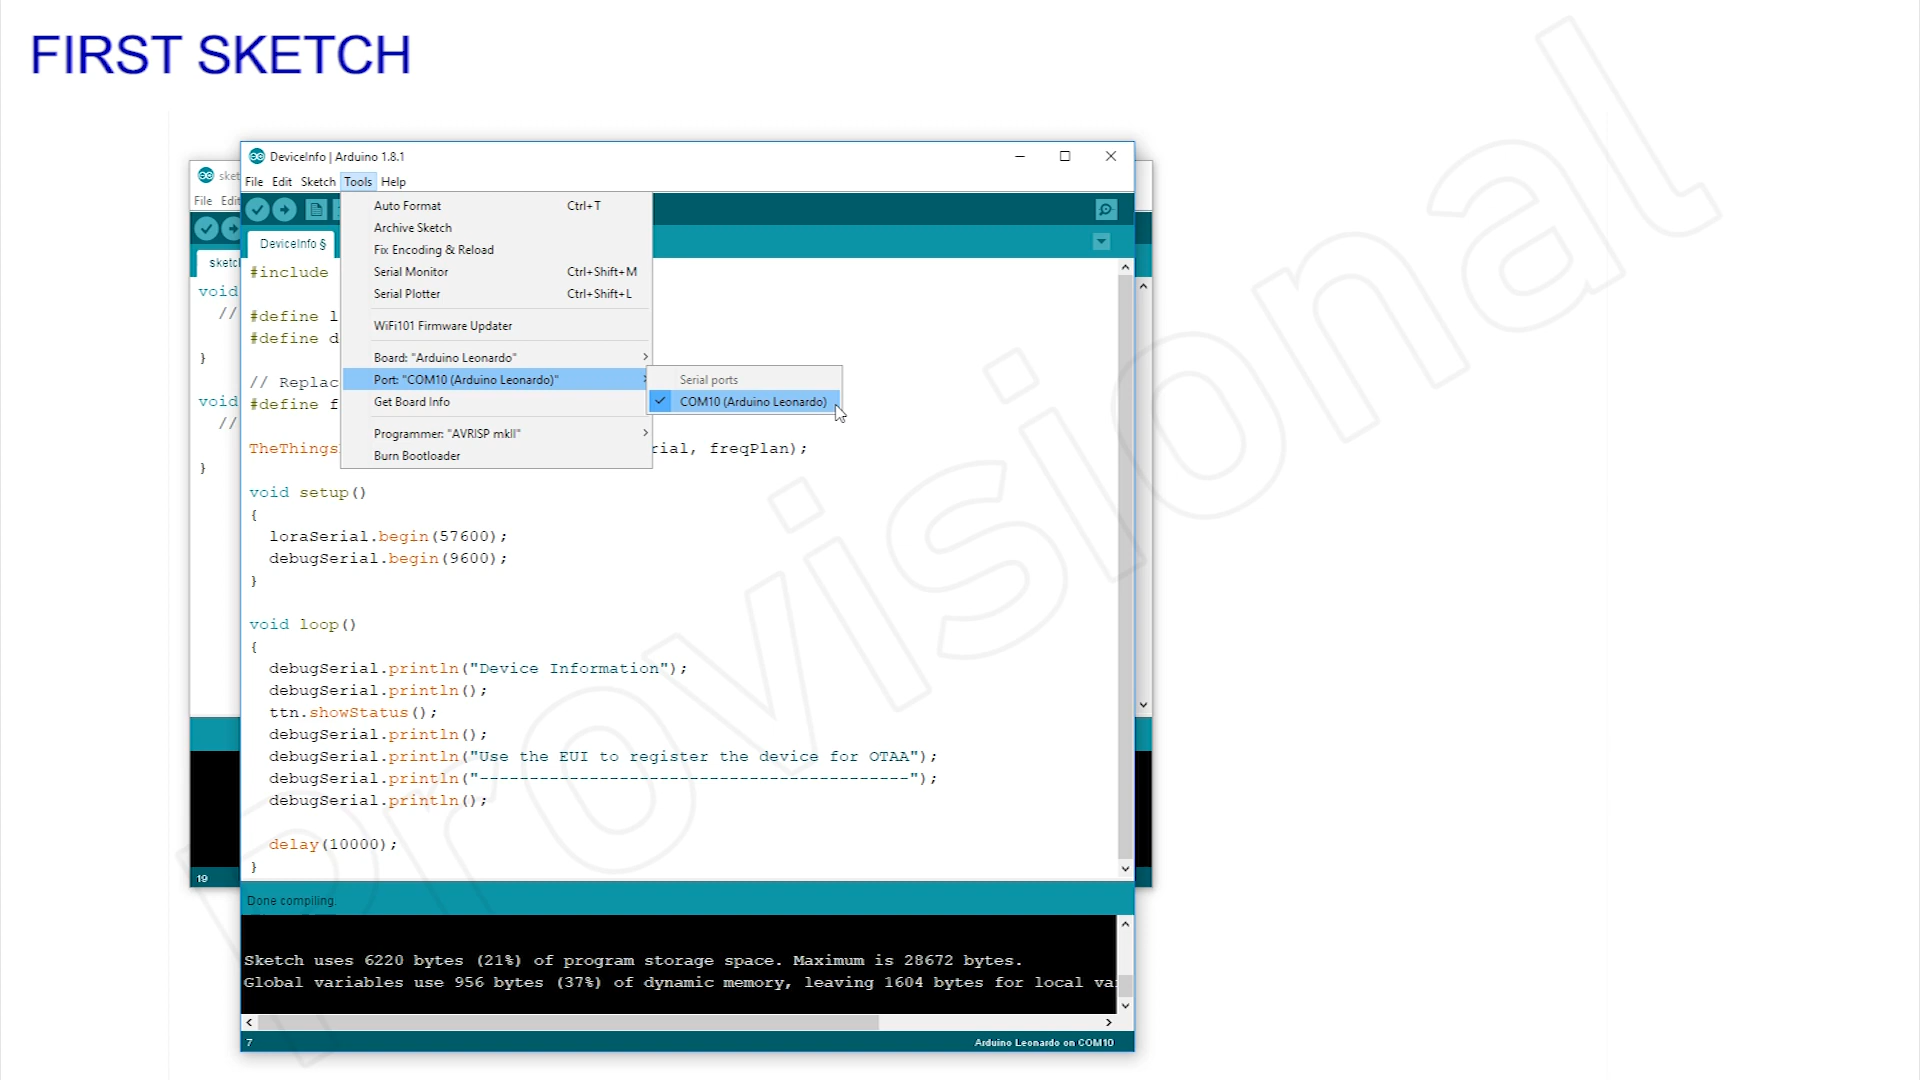 FIRST SKETCH
Provisional
DeviceInfo | Arduino 1.8.1
File Edit Sketch Tools Help
File
DeviceInfo §
Auto Format Ctrl+T
Archive Sketch
Fix Encoding & Reload
Serial Monitor Ctrl+Shift+M
Serial Plotter Ctrl+Shift+L
WiFi101 Firmware Updater
Board: "Arduino Leonardo"
Port: "COM10 (Arduino Leonardo)"
Get Board Info
Programmer: "AVRISP mkII"
Burn Bootloader
Serial ports
COM10 (Arduino Leonardo)
void
//
}
void
//
}
19
#include
#define l
#define d
// Replac
#define f
TheThings rial, freqPlan);
void setup()
{
loraSerial.begin(57600);
debugSerial.begin(9600);
}
void loop()
{
debugSerial.println("Device Information");
debugSerial.println();
ttn.showStatus();
debugSerial.println();
debugSerial.println("Use the EUI to register the device for OTAA");
debugSerial.println("-------------------------------------------");
debugSerial.println();
delay(10000);
}
Done compiling.
Sketch uses 6220 bytes (21%) of program storage space. Maximum is 28672 bytes.
Global variables use 956 bytes (37%) of dynamic memory, leaving 1604 bytes for local va
7 Arduino Leonardo on COM10